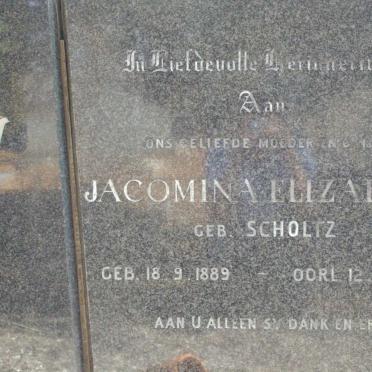 In Liefdevolle Herinnerin
Aan
ONS GELIEFDE MOEDER EN
JACOMINA ELIZA
GEB. SCHOLTZ
GEB. 18.9.1889 - OORL. 12.
AAN U ALLEEN SY DANK EN